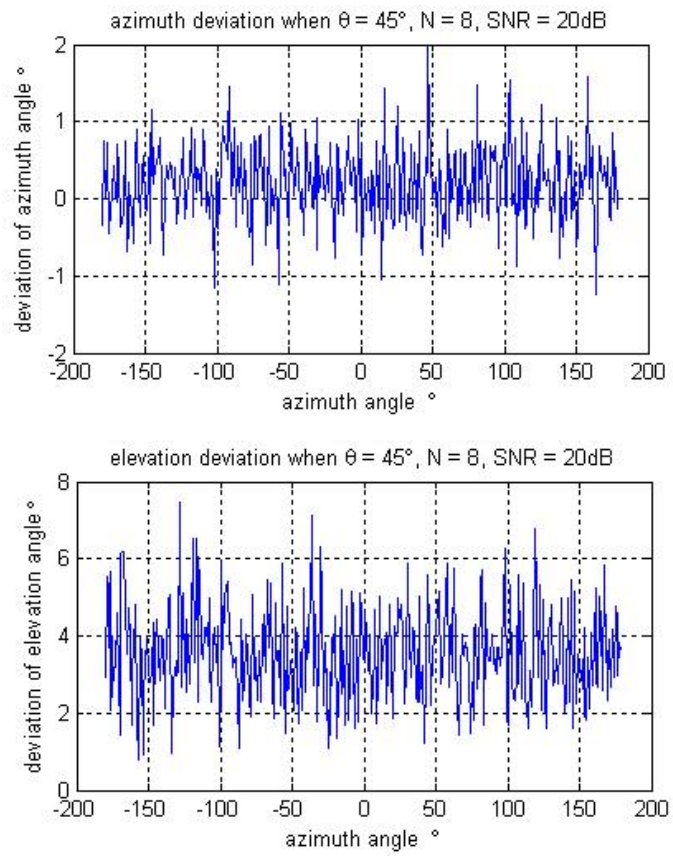 azimuth deviation when θ = 45°, N = 8, SNR = 20dB
2
1
0
-1
-2
deviation of azimuth angle °
-200 -150 -100 -50 0 50 100 150 200
azimuth angle °
elevation deviation when θ = 45°, N = 8, SNR = 20dB
8
6
4
2
0
deviation of elevation angle °
-200 -150 -100 -50 0 50 100 150 200
azimuth angle °